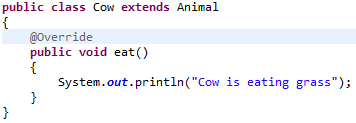 public class Cow extends Animal
{
    @Override
    public void eat()
    {
        System.out.println("Cow is eating grass");
    }
}